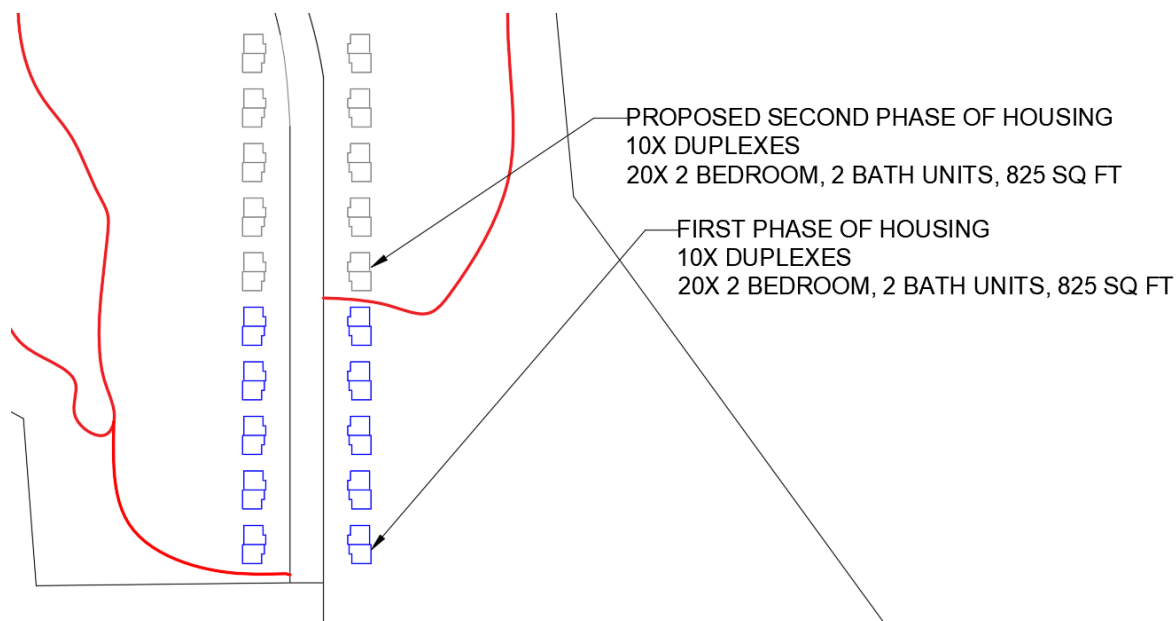 PROPOSED SECOND PHASE OF HOUSING
10X DUPLEXES
20X 2 BEDROOM, 2 BATH UNITS, 825 SQ FT
FIRST PHASE OF HOUSING
10X DUPLEXES
20X 2 BEDROOM, 2 BATH UNITS, 825 SQ FT